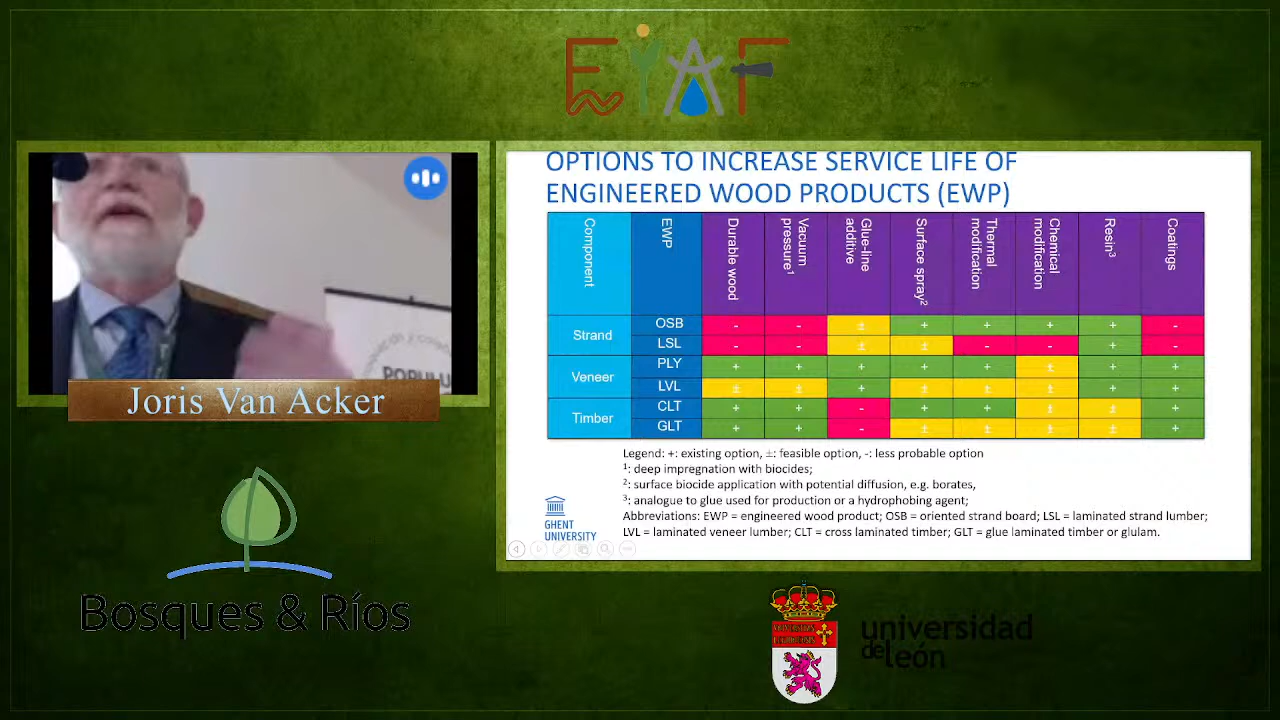 EIAF
OPTIONS TO INCREASE SERVICE LIFE OF
ENGINEERED WOOD PRODUCTS (EWP)
Component EWP Durable wood Vacuum pressure¹ Glue-line additive Surface spray² Thermal modification Chemical modification Resin³ Coatings
Strand OSB - - ± + + + + -
LSL - - ± ± - - + -
Veneer PLY + + + + + ± + +
LVL ± ± + ± ± ± + +
Timber CLT + + - + + ± ± +
GLT + + - ± ± ± ± +
Legend: +: existing option, ±: feasible option, -: less probable option
¹: deep impregnation with biocides;
²: surface biocide application with potential diffusion, e.g. borates,
³: analogue to glue used for production or a hydrophobing agent;
Abbreviations: EWP = engineered wood product; OSB = oriented strand board; LSL = laminated strand lumber;
LVL = laminated veneer lumber; CLT = cross laminated timber; GLT = glue laminated timber or glulam.
GHENT
UNIVERSITY
POPULU
Joris Van Acker
Bosques & Ríos
universidad
de león